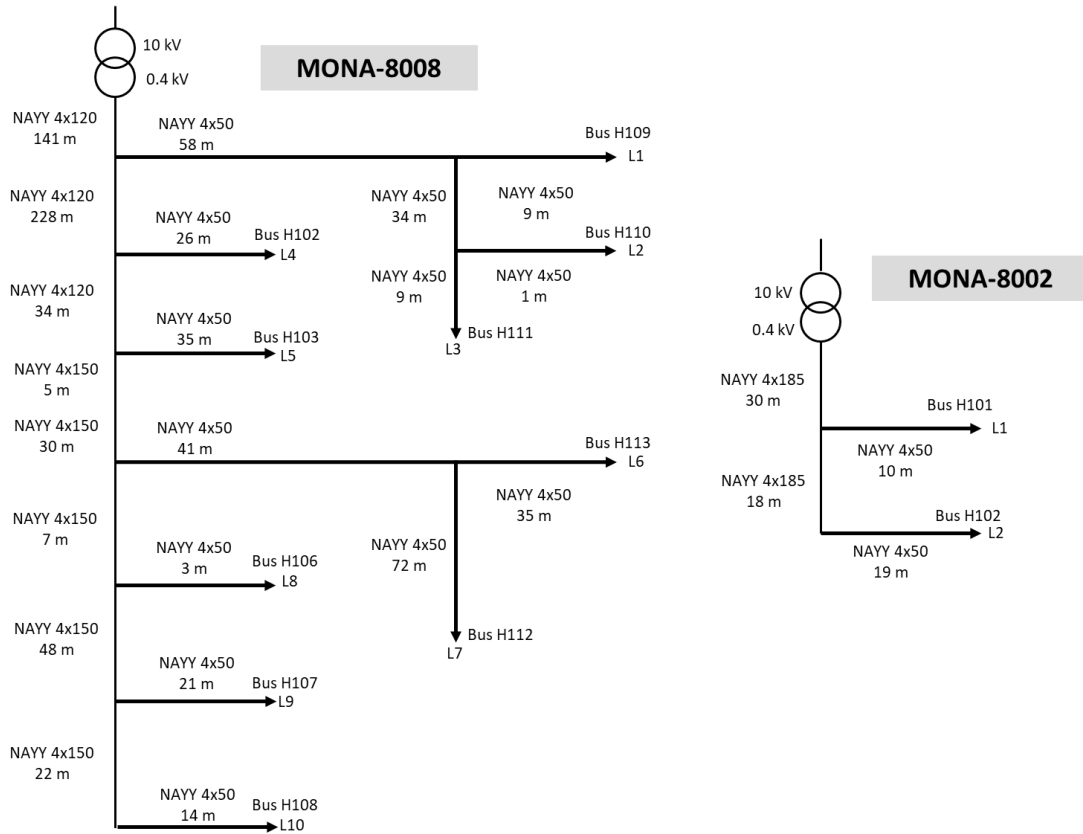 10 kV
0.4 kV
MONA-8008
NAYY 4x120
141 m
NAYY 4x50
58 m
Bus H109
L1
NAYY 4x120
228 m
NAYY 4x50
34 m
NAYY 4x50
9 m
NAYY 4x50
26 m
Bus H102
L4
Bus H110
L2
NAYY 4x50
9 m
NAYY 4x50
1 m
NAYY 4x120
34 m
NAYY 4x50
35 m
Bus H103
L5
Bus H111
L3
NAYY 4x150
5 m
NAYY 4x150
30 m
NAYY 4x50
41 m
Bus H113
L6
NAYY 4x50
35 m
NAYY 4x150
7 m
NAYY 4x50
3 m
Bus H106
L8
NAYY 4x50
72 m
Bus H112
L7
NAYY 4x150
48 m
NAYY 4x50
21 m
Bus H107
L9
NAYY 4x150
22 m
NAYY 4x50
14 m
Bus H108
L10
MONA-8002
10 kV
0.4 kV
NAYY 4x185
30 m
Bus H101
L1
NAYY 4x50
10 m
NAYY 4x185
18 m
Bus H102
L2
NAYY 4x50
19 m